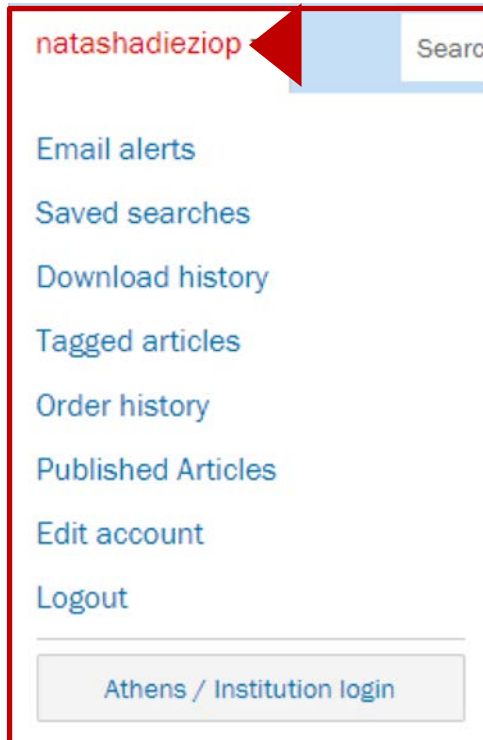 natashadieziop
Searc
Email alerts
Saved searches
Download history
Tagged articles
Order history
Published Articles
Edit account
Logout
Athens / Institution login